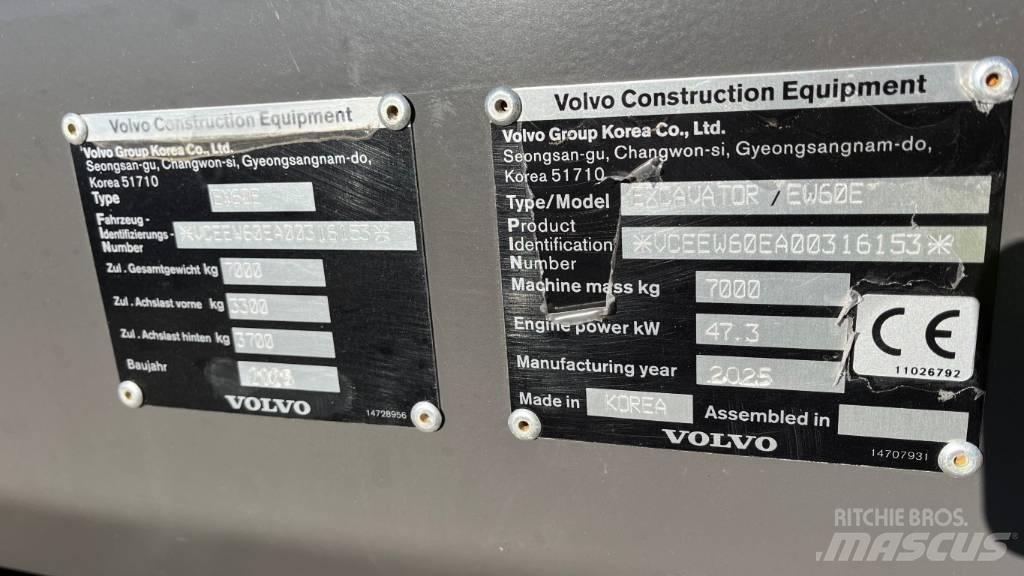 Volvo Construction Equipment
Volvo Group Korea Co., Ltd.
Seongsan-gu, Changwon-si, Gyeongsangnam-do,
Korea 51710
Type EW60E
Fahrzeug -
Identifizierungs - *VCEEW60EA00316153*
Number
Zul. Gesamtgewicht kg 7000
Zul. Achslast vorne kg 3300
Zul. Achslast hinten kg 3700
Baujahr
VOLVO
14728956
Volvo Construction Equipment
Volvo Group Korea Co., Ltd.
Seongsan-gu, Changwon-si, Gyeongsangnam-do,
Korea 51710
Type/Model EXCAVATOR / EW60E
Product
Identification *VCEEW60EA00316153*
Number
Machine mass kg 7000
Engine power kW 47.3
Manufacturing year 2025
CE
11026792
Made in KOREA Assembled in
VOLVO
14707931
RITCHIE BROS.
MASCUS